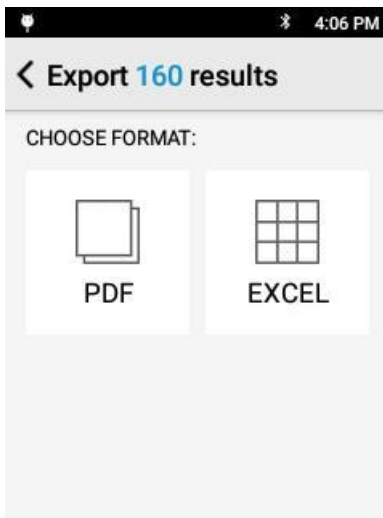 4:06 PM
Export 160 results
CHOOSE FORMAT:
PDF
EXCEL